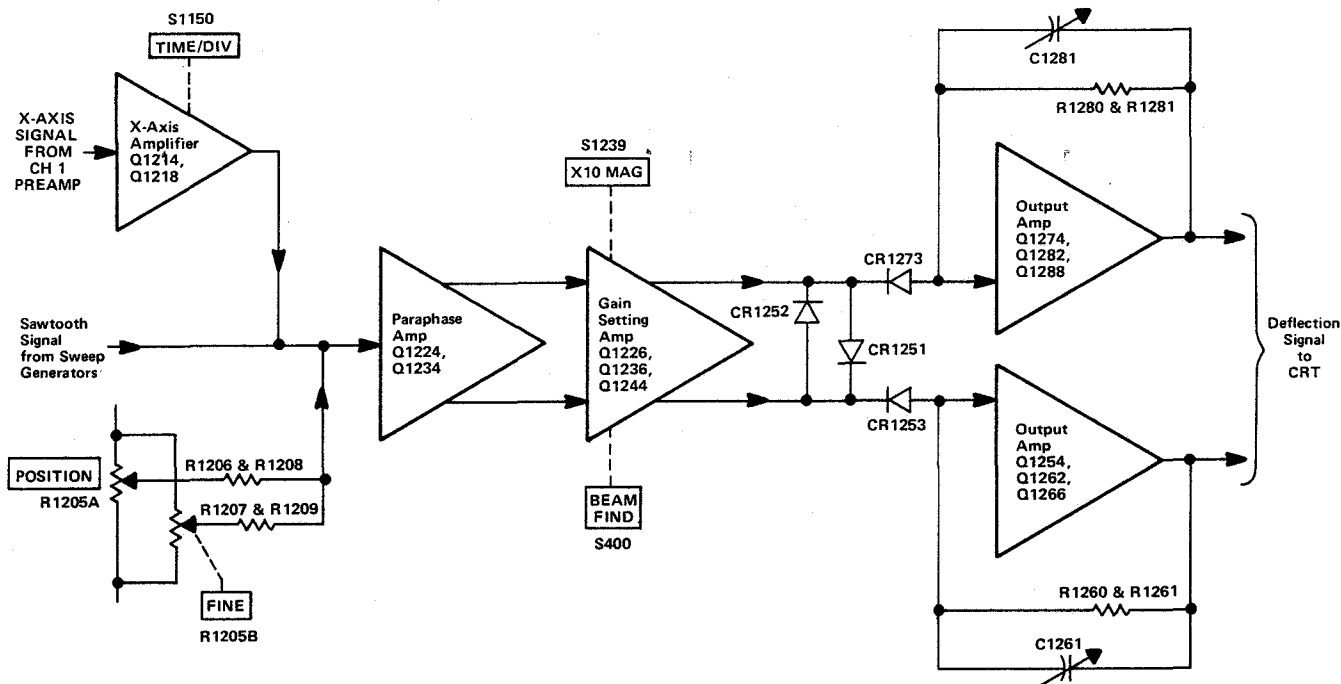 S1150
TIME/DIV
X-AXIS
SIGNAL
FROM
CH 1
PREAMP
X-Axis
Amplifier
Q1214,
Q1218
C1281
R1280 & R1281
S1239
X10 MAG
Output
Amp
Q1274,
Q1282,
Q1288
CR1273
Sawtooth
Signal
from Sweep
Generators
Paraphase
Amp
Q1224,
Q1234
Gain
Setting
Amp
Q1226,
Q1236,
Q1244
CR1252
CR1251
CR1253
Deflection
Signal
to
CRT
Output
Amp
Q1254,
Q1262,
Q1266
POSITION
R1205A
R1206 & R1208
R1207 & R1209
BEAM
FIND
S400
FINE
R1205B
R1260 & R1261
C1261